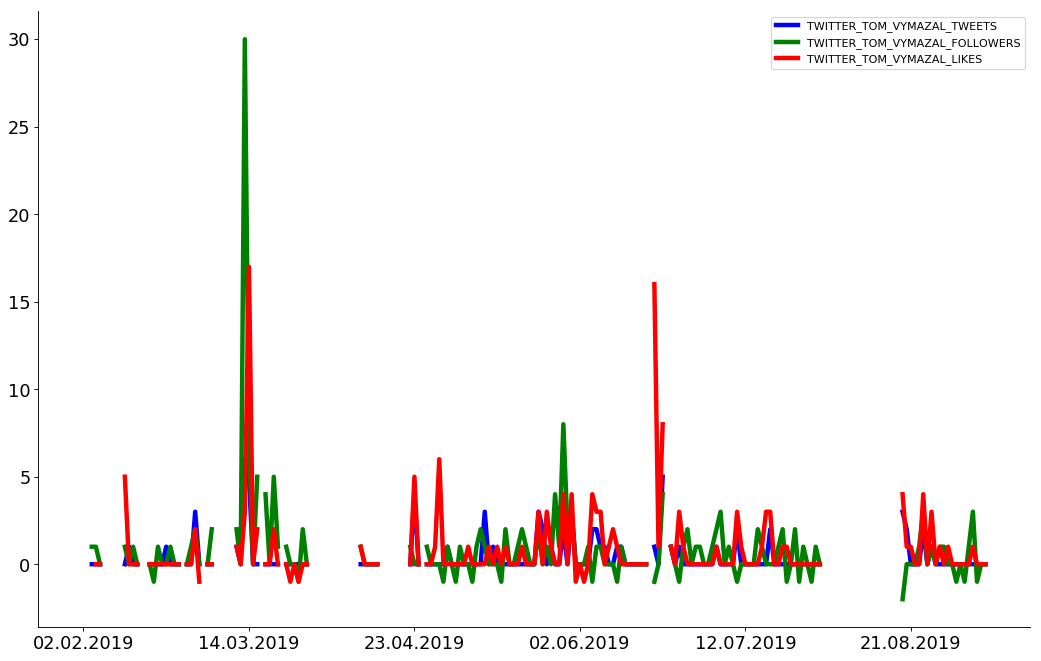 TWITTER_TOM_VYMAZAL_TWEETS
TWITTER_TOM_VYMAZAL_FOLLOWERS
TWITTER_TOM_VYMAZAL_LIKES
30
25
20
15
10
5
0
02.02.2019 14.03.2019 23.04.2019 02.06.2019 12.07.2019 21.08.2019